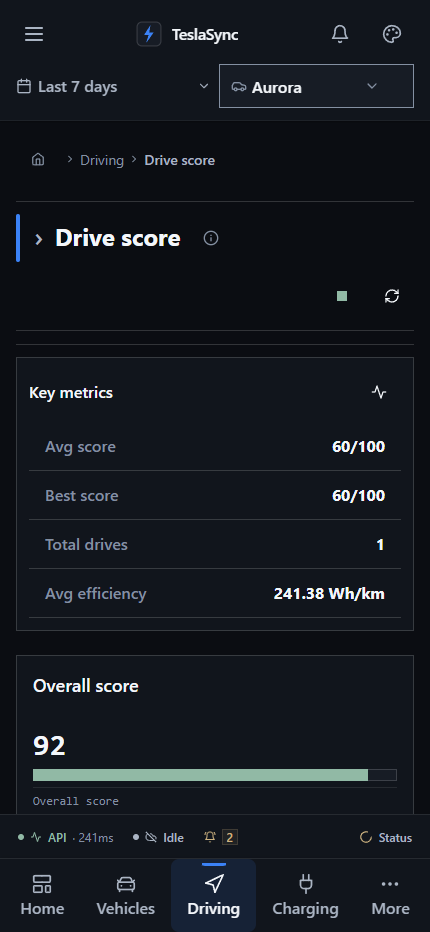 TeslaSync
Last 7 days
Aurora
Driving
Drive score
Drive score
Key metrics
Avg score 60/100
Best score 60/100
Total drives 1
Avg efficiency 241.38 Wh/km
Overall score
92
Overall score
API · 241ms Idle 2 Status
Home Vehicles Driving Charging More